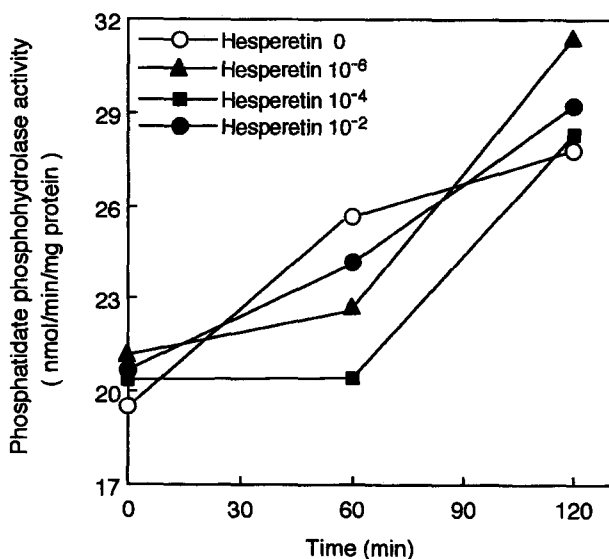 Phosphatidate phosphohydrolase activity
( nmol/min/mg protein )
32
29
26
23
20
17
Hesperetin 0
Hesperetin 10⁻⁶
Hesperetin 10⁻⁴
Hesperetin 10⁻²
0 30 60 90 120
Time (min)